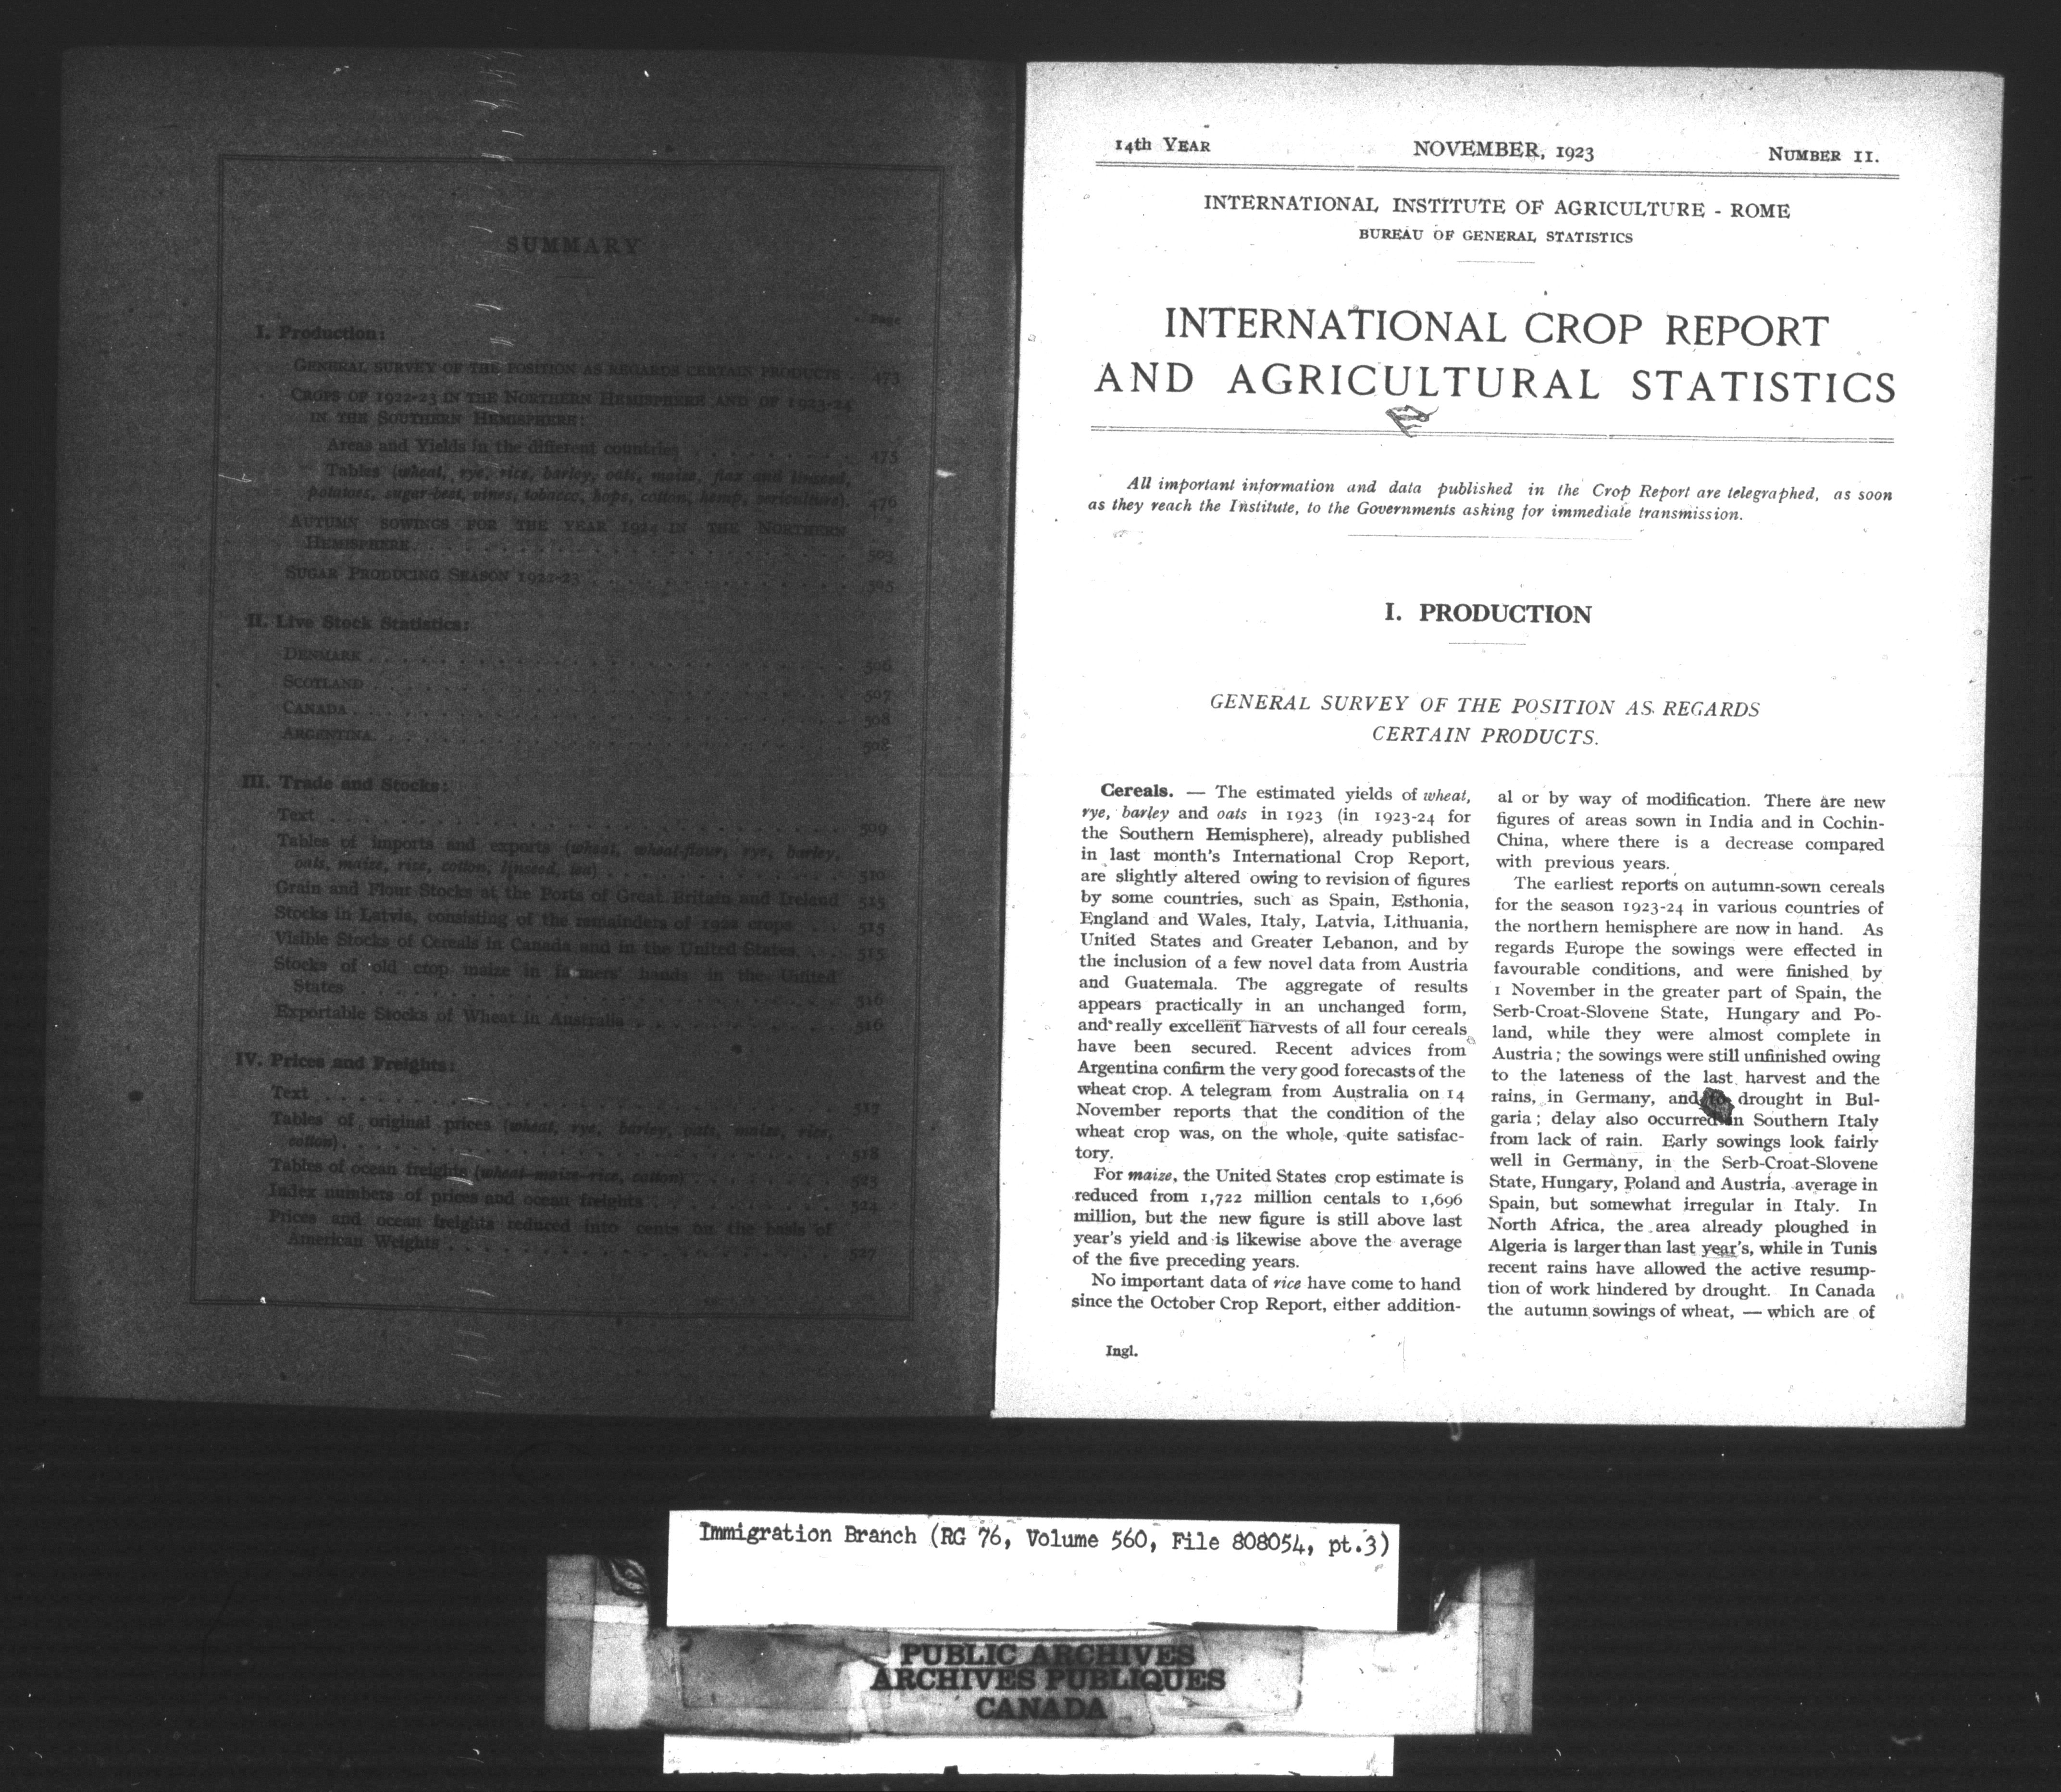 SUMMARY
Page
I. Production:
GENERAL SURVEY OF THE POSITION AS REGARDS CERTAIN PRODUCTS . 473
CROPS OF 1922-23 IN THE NORTHERN HEMISPHERE AND OF 1923-24
IN THE SOUTHERN HEMISPHERE:
Areas and Yields in the different countries . . . . . . . . 475
Tables (wheat, rye, rice, barley, oats, maize, flax and linseed,
potatoes, sugar-beet, vines, tobacco, hops, cotton, hemp, sericulture). 476
AUTUMN SOWINGS FOR THE YEAR 1924 IN THE NORTHERN
HEMISPHERE . . . . . . . . 503
SUGAR PRODUCING SEASON 1922-23 . . . . . . . . 505
II. Live Stock Statistics:
DENMARK . . . . . . . . 506
SCOTLAND . . . . . . . . 507
CANADA . . . . . . . . 508
ARGENTINA . . . . . . . . 508
III. Trade and Stocks:
Text . . . . . . . . 509
Tables of imports and exports (wheat, wheat-flour, rye, barley,
oats, maize, rice, cotton, linseed, tea) . . . . . . . . 510
Grain and Flour Stocks at the Ports of Great Britain and Ireland 515
Stocks in Latvia, consisting of the remainders of 1922 crops . . . 515
Visible Stocks of Cereals in Canada and in the United States. . . 515
Stocks of old crop maize in farmers' hands in the United
States . . . . . . . . 516
Exportable Stocks of Wheat in Australia . . . . . . . . 516
IV. Prices and Freights:
Text . . . . . . . . 517
Tables of original prices (wheat, rye, barley, oats, maize, rice,
cotton) . . . . . . . . 518
Tables of ocean freights (wheat-maize-rice, cotton) . . . . . . . . 523
Index numbers of prices and ocean freights . . . . . . . . 524
Prices and ocean freights reduced into cents on the basis of
American Weights . . . . . . . . 527
14th YEAR NOVEMBER, 1923 NUMBER 11.
INTERNATIONAL INSTITUTE OF AGRICULTURE - ROME
BUREAU OF GENERAL STATISTICS
INTERNATIONAL CROP REPORT
AND AGRICULTURAL STATISTICS
All important information and data published in the Crop Report are telegraphed, as soon
as they reach the Institute, to the Governments asking for immediate transmission.
I. PRODUCTION
GENERAL SURVEY OF THE POSITION AS REGARDS
CERTAIN PRODUCTS.
Cereals. — The estimated yields of wheat,
rye, barley and oats in 1923 (in 1923-24 for
the Southern Hemisphere), already published
in last month's International Crop Report,
are slightly altered owing to revision of figures
by some countries, such as Spain, Esthonia,
England and Wales, Italy, Latvia, Lithuania,
United States and Greater Lebanon, and by
the inclusion of a few novel data from Austria
and Guatemala. The aggregate of results
appears practically in an unchanged form,
and really excellent harvests of all four cereals
have been secured. Recent advices from
Argentina confirm the very good forecasts of the
wheat crop. A telegram from Australia on 14
November reports that the condition of the
wheat crop was, on the whole, quite satisfac-
tory.
For maize, the United States crop estimate is
reduced from 1,722 million centals to 1,696
million, but the new figure is still above last
year's yield and is likewise above the average
of the five preceding years.
No important data of rice have come to hand
since the October Crop Report, either addition-
al or by way of modification. There are new
figures of areas sown in India and in Cochin-
China, where there is a decrease compared
with previous years.
The earliest reports on autumn-sown cereals
for the season 1923-24 in various countries of
the northern hemisphere are now in hand. As
regards Europe the sowings were effected in
favourable conditions, and were finished by
1 November in the greater part of Spain, the
Serb-Croat-Slovene State, Hungary and Po-
land, while they were almost complete in
Austria; the sowings were still unfinished owing
to the lateness of the last harvest and the
rains, in Germany, and to drought in Bul-
garia; delay also occurred in Southern Italy
from lack of rain. Early sowings look fairly
well in Germany, in the Serb-Croat-Slovene
State, Hungary, Poland and Austria, average in
Spain, but somewhat irregular in Italy. In
North Africa, the area already ploughed in
Algeria is larger than last year's, while in Tunis
recent rains have allowed the active resump-
tion of work hindered by drought. In Canada
the autumn sowings of wheat, — which are of
Ingl.
Immigration Branch (RG 76, Volume 560, File 808054, pt.3)
PUBLIC ARCHIVES
ARCHIVES PUBLIQUES
CANADA